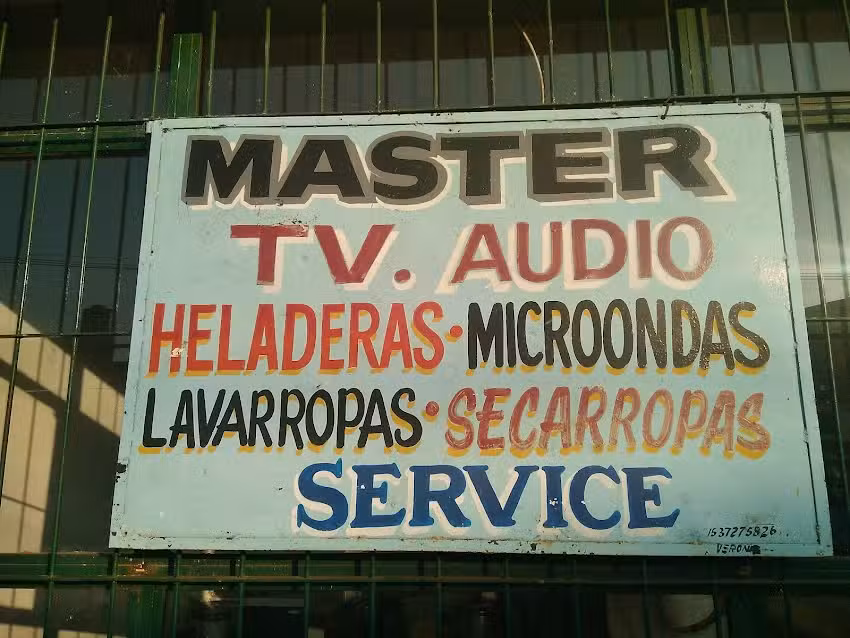 MASTER
TV. AUDIO
HELADERAS·MICROONDAS
LAVARROPAS·SECARROPAS
SERVICE
1537275826